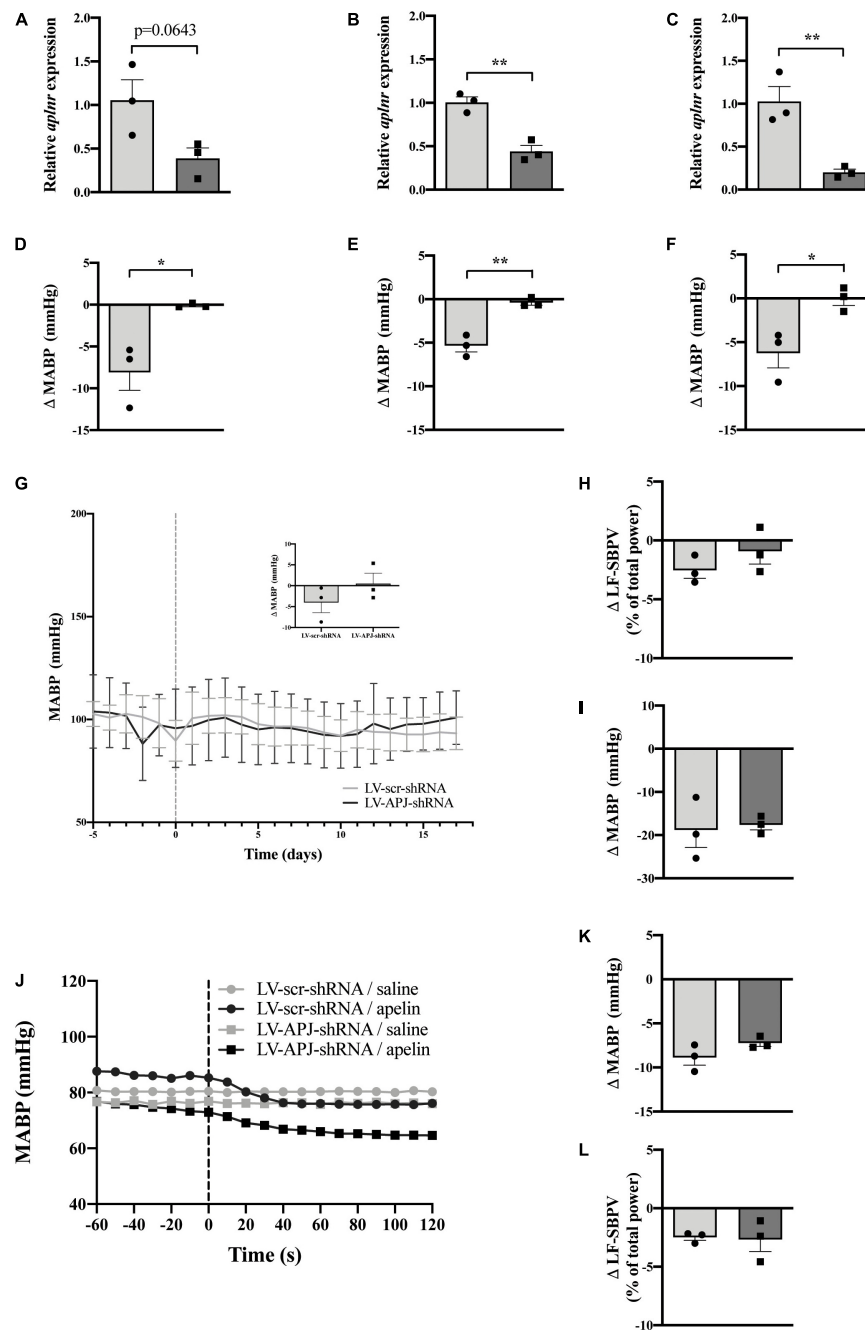 A
Relative aplnr expression
2.0
1.5
1.0
0.5
0.0
p=0.0643
B
Relative aplnr expression
2.0
1.5
1.0
0.5
0.0
**
C
Relative aplnr expression
2.0
1.5
1.0
0.5
0.0
**
D
Δ MABP (mmHg)
5
0
-5
-10
-15
*
E
Δ MABP (mmHg)
5
0
-5
-10
-15
**
F
Δ MABP (mmHg)
5
0
-5
-10
-15
*
G
MABP (mmHg)
200
150
100
50
-5 0 5 10 15
Time (days)
LV-scr-shRNA
LV-APJ-shRNA
Δ MABP (mmHg)
10
5
0
-5
-10
LV-scr-shRNA LV-APJ-shRNA
H
Δ LF-SBPV
(% of total power)
5
0
-5
-10
I
Δ MABP (mmHg)
10
0
-10
-20
-30
J
MABP (mmHg)
120
100
80
60
40
-60 -40 -20 0 20 40 60 80 100 120
Time (s)
LV-scr-shRNA / saline
LV-scr-shRNA / apelin
LV-APJ-shRNA / saline
LV-APJ-shRNA / apelin
K
Δ MABP (mmHg)
5
0
-5
-10
-15
L
Δ LF-SBPV
(% of total power)
5
0
-5
-10